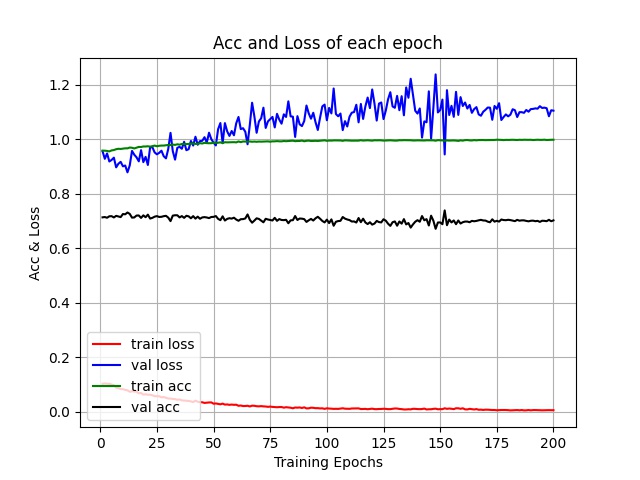 Acc and Loss of each epoch
Acc & Loss
1.2
1.0
0.8
0.6
0.4
0.2
0.0
train loss
val loss
train acc
val acc
0 25 50 75 100 125 150 175 200
Training Epochs